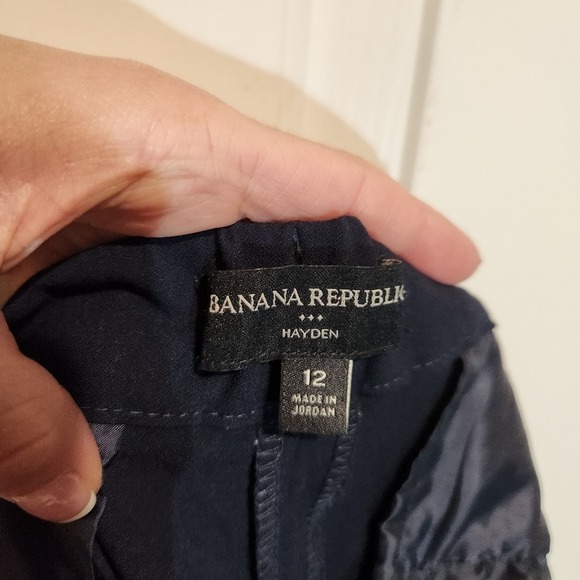 BANANA REPUBLIC
HAYDEN
12
MADE IN
JORDAN